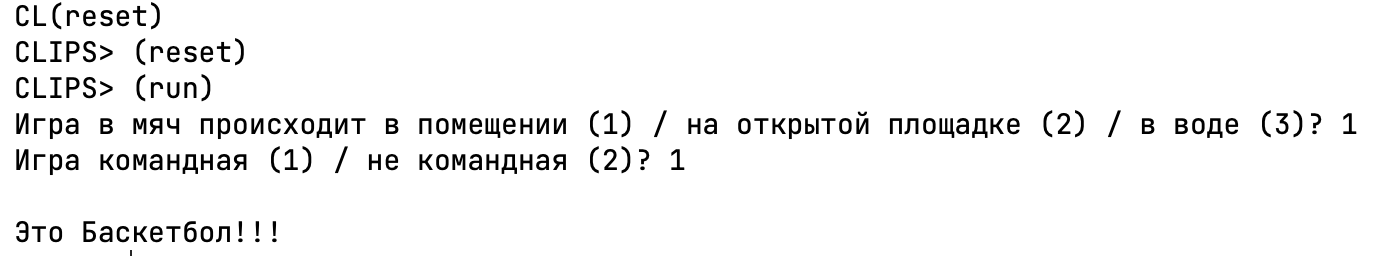 CL(reset)
CLIPS> (reset)
CLIPS> (run)
Игра в мяч происходит в помещении (1) / на открытой площадке (2) / в воде (3)? 1
Игра командная (1) / не командная (2)? 1
Это Баскетбол!!!